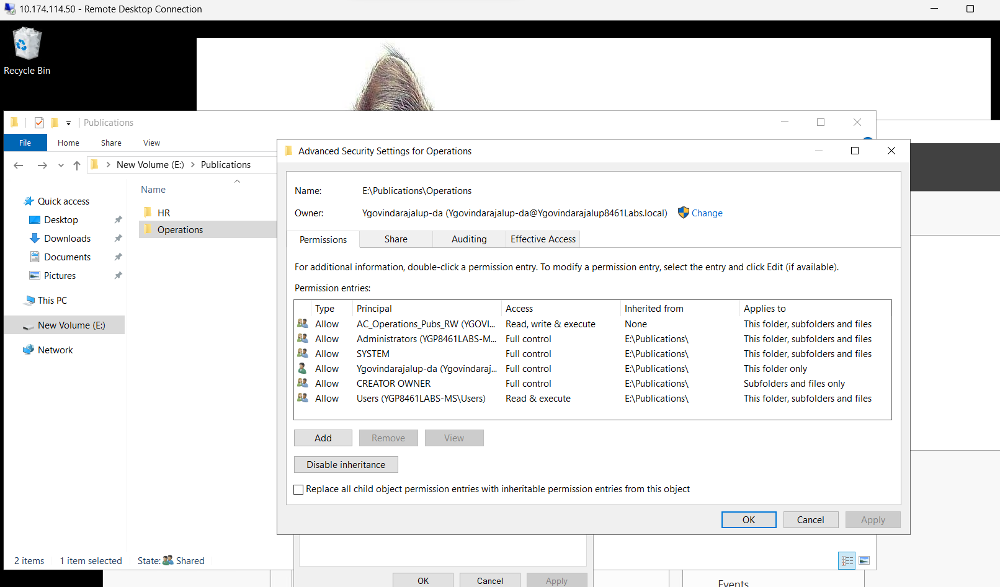 10.174.114.50 - Remote Desktop Connection
Recycle Bin
Publications
File Home Share View
New Volume (E:) Publications
Name
Quick access
Desktop
Downloads
Documents
Pictures
This PC
New Volume (E:)
Network
HR
Operations
2 items 1 item selected State: Shared
Advanced Security Settings for Operations
Name: E:\Publications\Operations
Owner: Ygovindarajalup-da (Ygovindarajalup-da@Ygovindarajalup8461Labs.local) Change
Permissions Share Auditing Effective Access
For additional information, double-click a permission entry. To modify a permission entry, select the entry and click Edit (if available).
Permission entries:
Type Principal Access Inherited from Applies to
Allow AC_Operations_Pubs_RW (YGOVI... Read, write & execute None This folder, subfolders and files
Allow Administrators (YGP8461LABS-M... Full control E:\Publications\ This folder, subfolders and files
Allow SYSTEM Full control E:\Publications\ This folder, subfolders and files
Allow Ygovindarajalup-da (Ygovindaraj... Full control E:\Publications\ This folder only
Allow CREATOR OWNER Full control E:\Publications\ Subfolders and files only
Allow Users (YGP8461LABS-MS\Users) Read & execute E:\Publications\ This folder, subfolders and files
Add Remove View
Disable inheritance
Replace all child object permission entries with inheritable permission entries from this object
OK Cancel Apply
OK Cancel Apply
Events